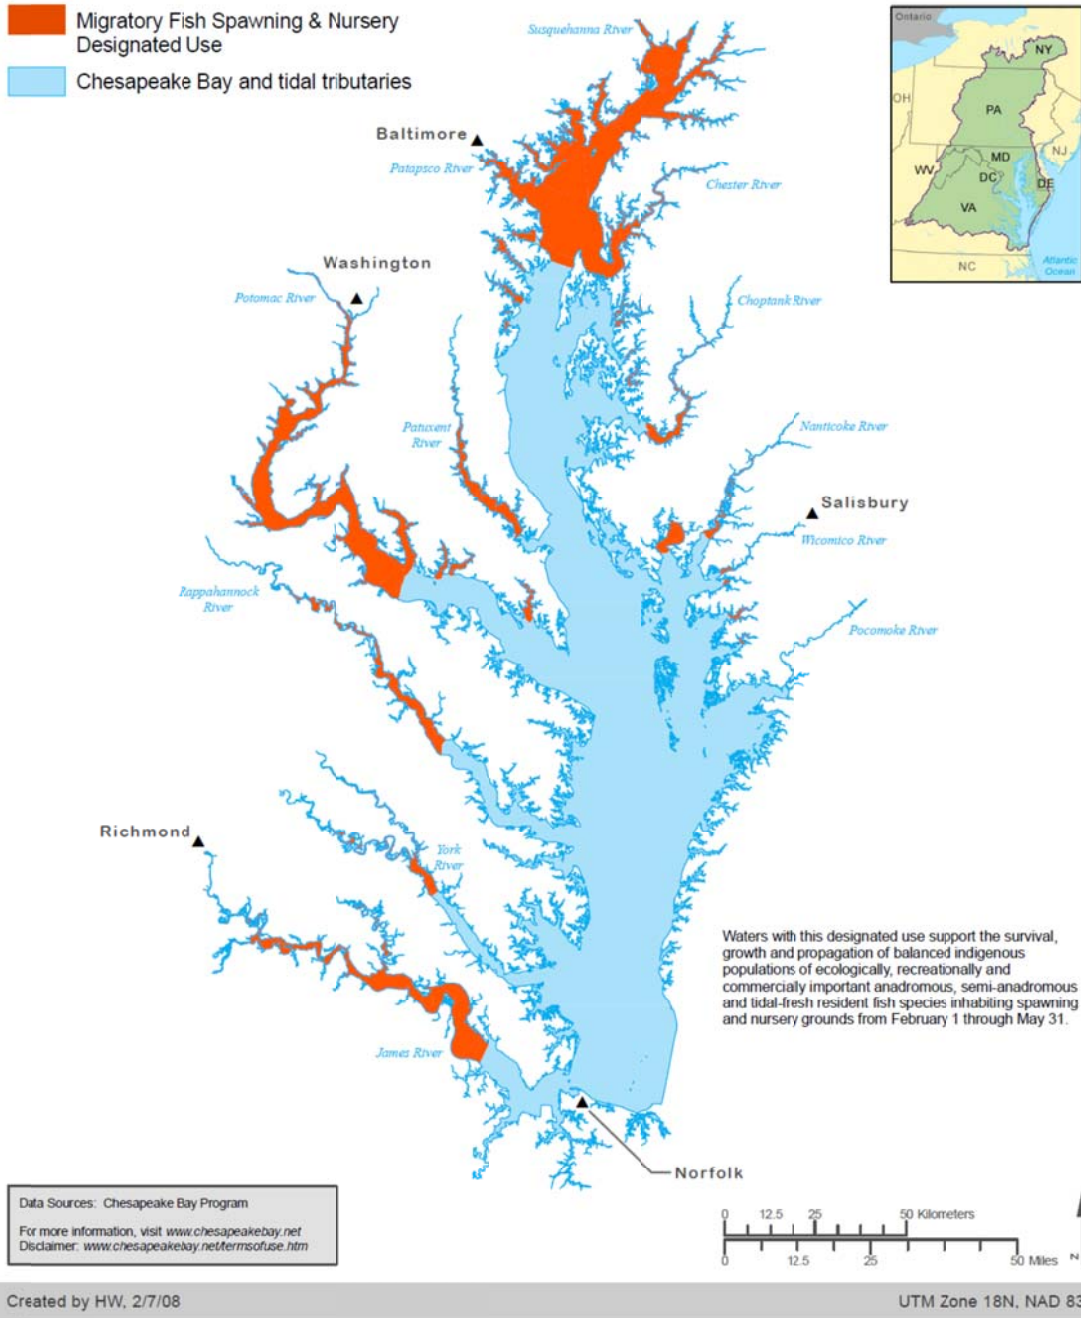 Migratory Fish Spawning & Nursery
Designated Use
Chesapeake Bay and tidal tributaries
Susquehanna River
Baltimore
Patapsco River
Chester River
Washington
Potomac River
Choptank River
Patuxent
River
Nanticoke River
Salisbury
Wicomico River
Rappahannock
River
Pocomoke River
Richmond
York
River
James River
Norfolk
Ontario
NY
OH
PA
NJ
WV
MD
DC
DE
VA
NC
Atlantic
Ocean
Waters with this designated use support the survival,
growth and propagation of balanced indigenous
populations of ecologically, recreationally and
commercially important anadromous, semi-anadromous
and tidal-fresh resident fish species inhabiting spawning
and nursery grounds from February 1 through May 31.
Data Sources: Chesapeake Bay Program
For more information, visit www.chesapeakebay.net
Disclaimer: www.chesapeakebay.net/termsofuse.htm
0 12.5 25 50 Kilometers
0 12.5 25 50 Miles
N
Created by HW, 2/7/08
UTM Zone 18N, NAD 83